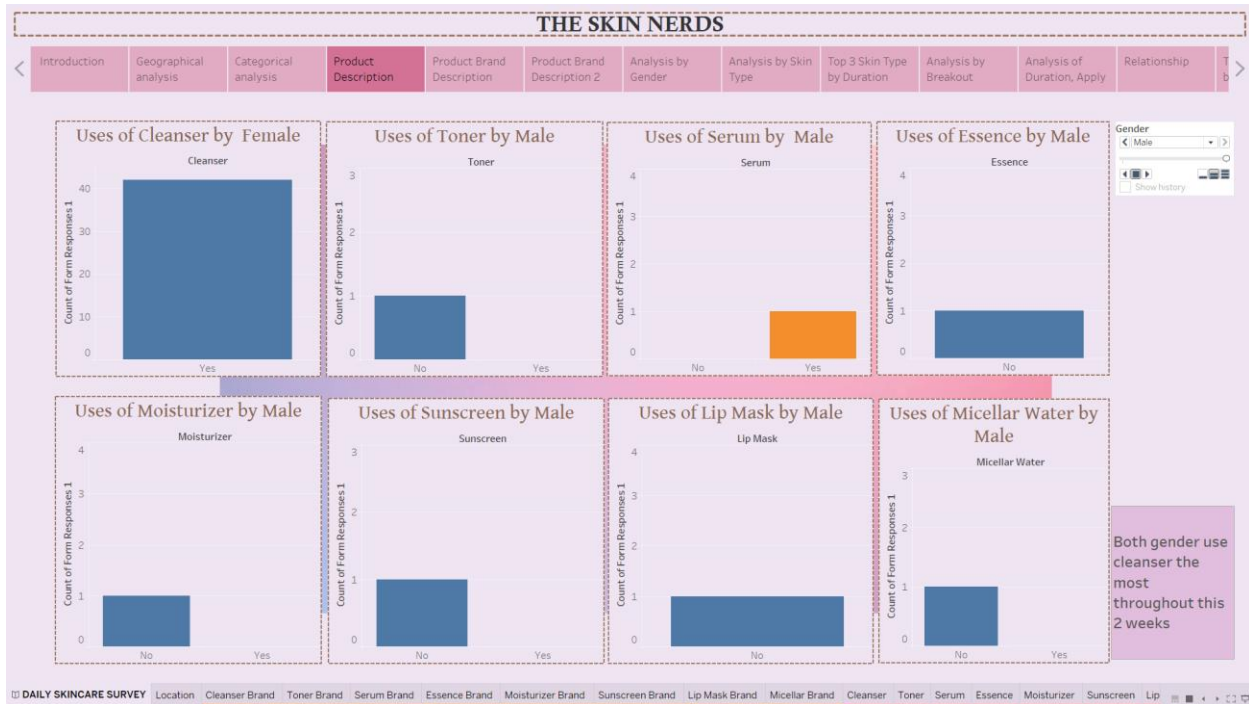 THE SKIN NERDS
Introduction
Geographical
analysis
Categorical
analysis
Product
Description
Product Brand
Description
Product Brand
Description 2
Analysis by
Gender
Analysis by Skin
Type
Top 3 Skin Type
by Duration
Analysis by
Breakout
Analysis of
Duration, Apply
Relationship
T
b
Uses of Cleanser by Female
Cleanser
Count of Form Responses 1
40
30
20
10
0
Yes
Uses of Toner by Male
Toner
Count of Form Responses 1
3
2
1
0
No
Yes
Uses of Serum by Male
Serum
Count of Form Responses 1
4
3
2
1
0
No
Yes
Uses of Essence by Male
Essence
Count of Form Responses 1
4
3
2
1
0
No
Gender
Male
Show history
Uses of Moisturizer by Male
Moisturizer
Count of Form Responses 1
4
3
2
1
0
No
Yes
Uses of Sunscreen by Male
Sunscreen
Count of Form Responses 1
3
2
1
0
No
Yes
Uses of Lip Mask by Male
Lip Mask
Count of Form Responses 1
4
3
2
1
0
No
Uses of Micellar Water by
Male
Micellar Water
Count of Form Responses 1
3
2
1
0
No
Yes
Both gender use
cleanser the
most
throughout this
2 weeks
DAILY SKINCARE SURVEY Location Cleanser Brand Toner Brand Serum Brand Essence Brand Moisturizer Brand Sunscreen Brand Lip Mask Brand Micellar Brand Cleanser Toner Serum Essence Moisturizer Sunscreen Lip